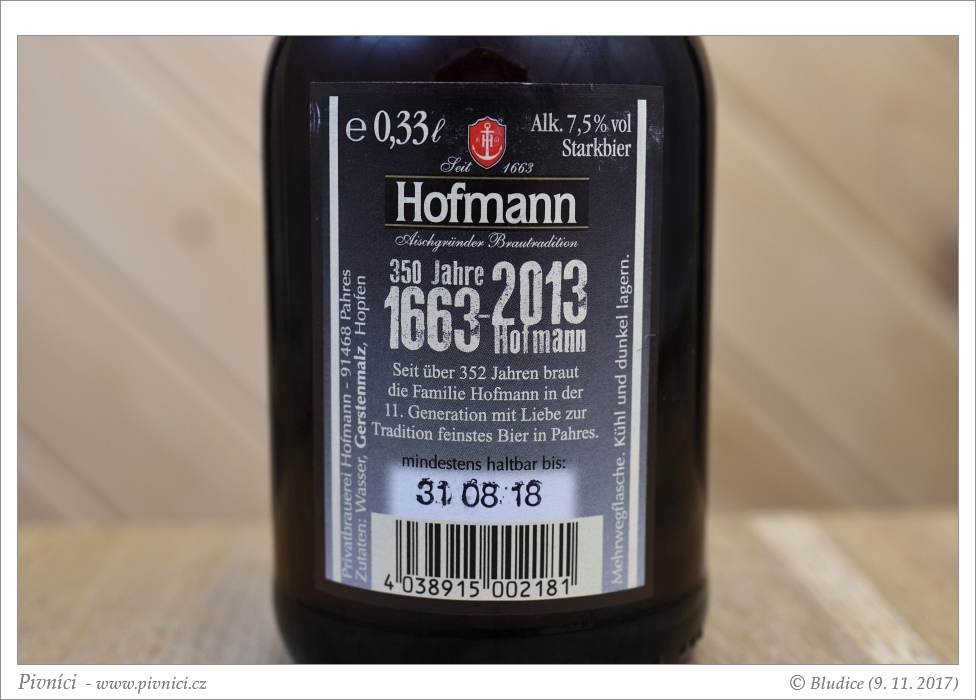 ℮ 0,33ℓ
Alk. 7,5% vol
Starkbier
Seit 1663
Hofmann
Aischgründer Brautradition
350 Jahre
1663-2013
Hofmann
Seit über 352 Jahren braut
die Familie Hofmann in der
11. Generation mit Liebe zur
Tradition feinstes Bier in Pahres.
mindestens haltbar bis:
31 08 18
4 038915 002181
Privatbrauerei Hofmann - 91468 Pahres
Zutaten: Wasser, Gerstenmalz, Hopfen
Mehrwegflasche. Kühl und dunkel lagern.
Pivníci - www.pivnici.cz
© Bludice (9. 11. 2017)